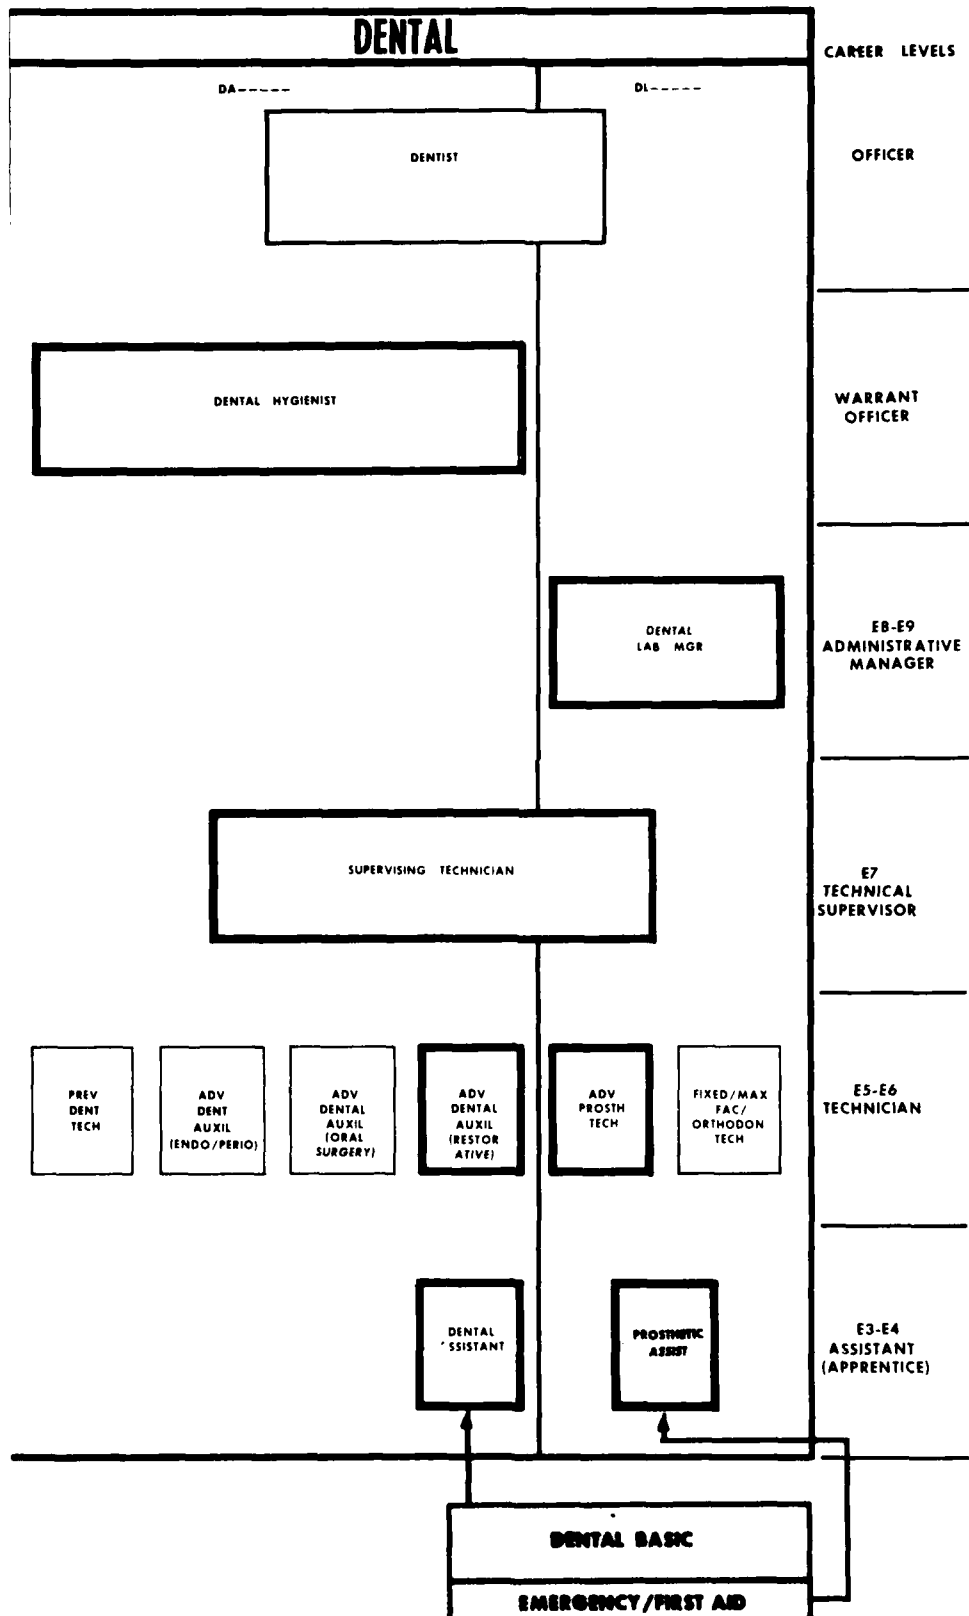 DENTAL
CAREER LEVELS
DA-----
DL-----
DENTIST
OFFICER
DENTAL HYGIENIST
WARRANT
OFFICER
DENTAL
LAB MGR
E8-E9
ADMINISTRATIVE
MANAGER
SUPERVISING TECHNICIAN
E7
TECHNICAL
SUPERVISOR
PREV
DENT
TECH
ADV
DENT
AUXIL
(ENDO/PERIO)
ADV
DENTAL
AUXIL
(ORAL
SURGERY)
ADV
DENTAL
AUXIL
(RESTOR
ATIVE)
ADV
PROSTH
TECH
FIXED/MAX
FAC/
ORTHODON
TECH
E5-E6
TECHNICIAN
DENTAL
SSISTANT
PROSTHETIC
ASSIST
E3-E4
ASSISTANT
(APPRENTICE)
DENTAL BASIC
EMERGENCY/FIRST AID